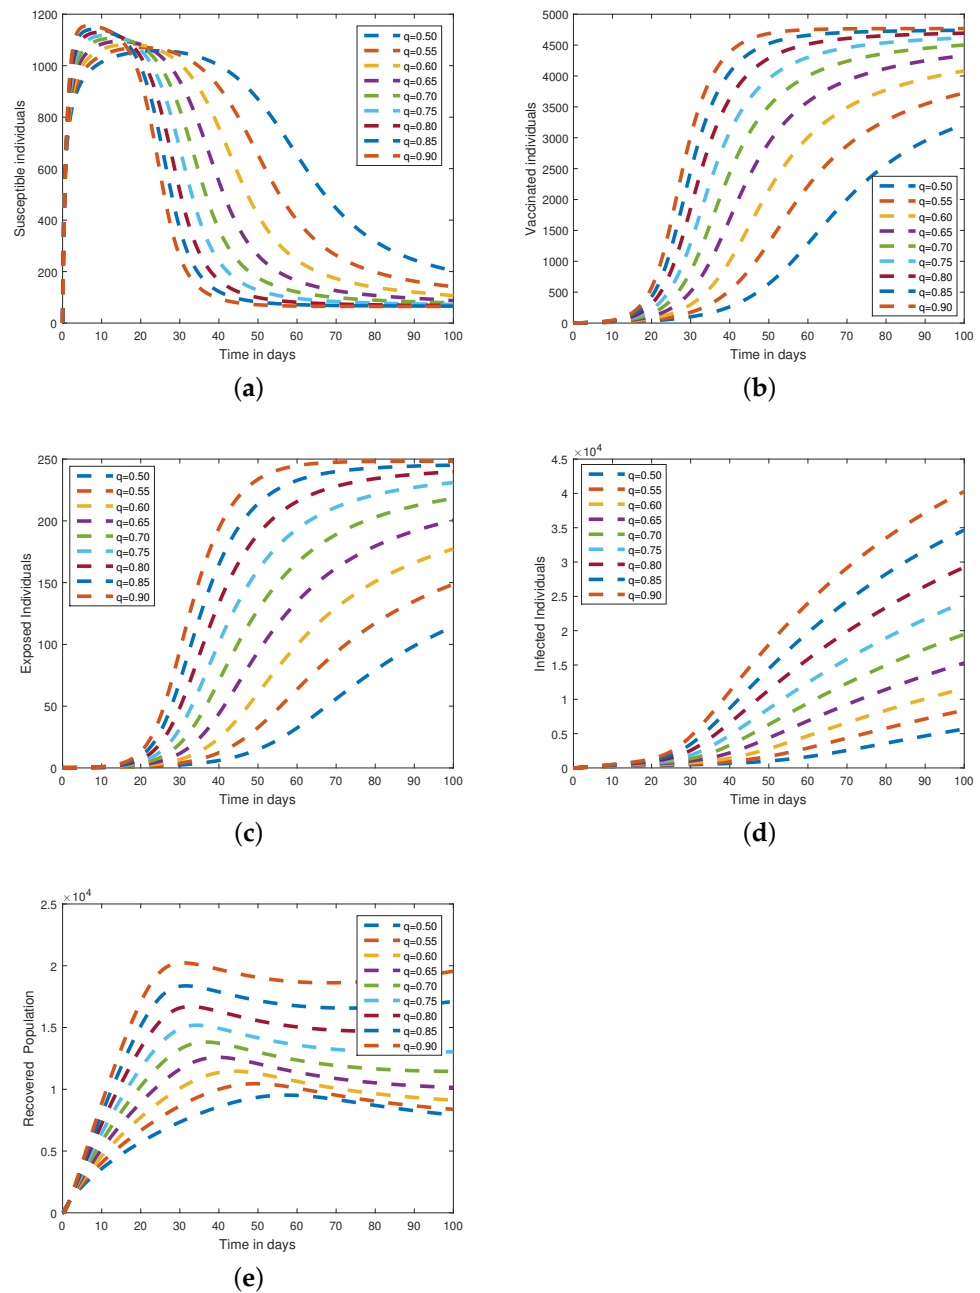 1200
1000
800
600
400
200
0
Susceptible individuals
q=0.50
q=0.55
q=0.60
q=0.65
q=0.70
q=0.75
q=0.80
q=0.85
q=0.90
0 10 20 30 40 50 60 70 80 90 100
Time in days
(a)
5000
4500
4000
3500
3000
2500
2000
1500
1000
500
0
Vaccinated individuals
q=0.50
q=0.55
q=0.60
q=0.65
q=0.70
q=0.75
q=0.80
q=0.85
q=0.90
0 10 20 30 40 50 60 70 80 90 100
Time in days
(b)
250
200
150
100
50
0
Exposed Individuals
q=0.50
q=0.55
q=0.60
q=0.65
q=0.70
q=0.75
q=0.80
q=0.85
q=0.90
0 10 20 30 40 50 60 70 80 90 100
Time in days
(c)
×10⁴
4.5
4
3.5
3
2.5
2
1.5
1
0.5
0
Infected Individuals
q=0.50
q=0.55
q=0.60
q=0.65
q=0.70
q=0.75
q=0.80
q=0.85
q=0.90
0 10 20 30 40 50 60 70 80 90 100
Time in days
(d)
×10⁴
2.5
2
1.5
1
0.5
0
Recovered Population
q=0.50
q=0.55
q=0.60
q=0.65
q=0.70
q=0.75
q=0.80
q=0.85
q=0.90
0 10 20 30 40 50 60 70 80 90 100
Time in days
(e)